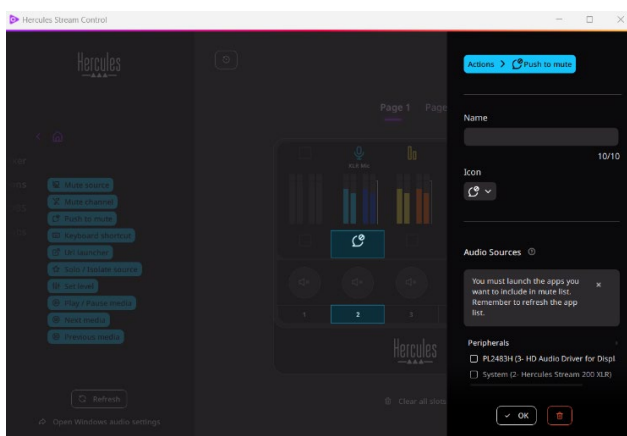 Hercules Stream Control
Hercules
Actions > Push to mute
Page 1 Page
Name
10/10
XLR Mic
Icon
Mute source
Mute channel
Push to mute
Keyboard shortcut
Url launcher
Solo / Isolate source
Set level
Play / Pause media
Next media
Previous media
Audio Sources
You must launch the apps you
want to include in mute list.
Remember to refresh the app
list.
1 2 3
Hercules
Peripherals
PL2483H (3- HD Audio Driver for Displ
System (2- Hercules Stream 200 XLR)
Refresh
Clear all slots
OK
Open Windows audio settings